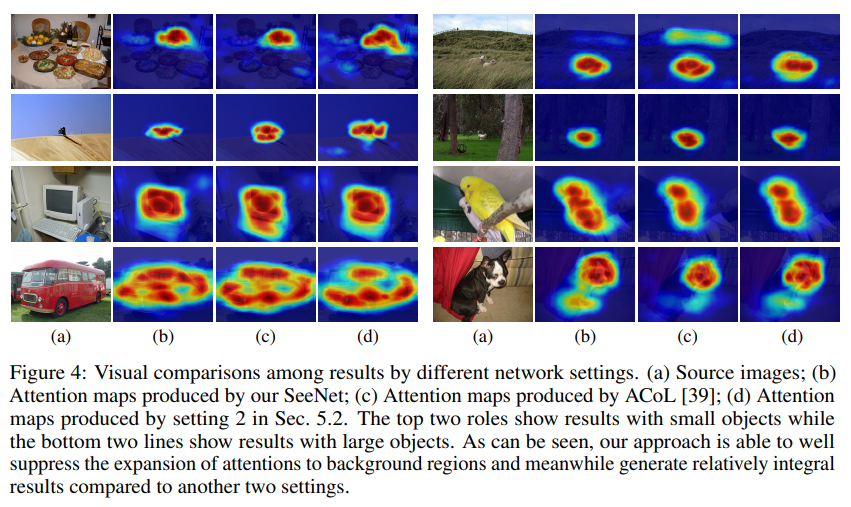 (a) (b) (c) (d) (a) (b) (c) (d)
Figure 4: Visual comparisons among results by different network settings. (a) Source images; (b)
Attention maps produced by our SeeNet; (c) Attention maps produced by ACoL [39]; (d) Attention
maps produced by setting 2 in Sec. 5.2. The top two roles show results with small objects while
the bottom two lines show results with large objects. As can be seen, our approach is able to well
suppress the expansion of attentions to background regions and meanwhile generate relatively integral
results compared to another two settings.